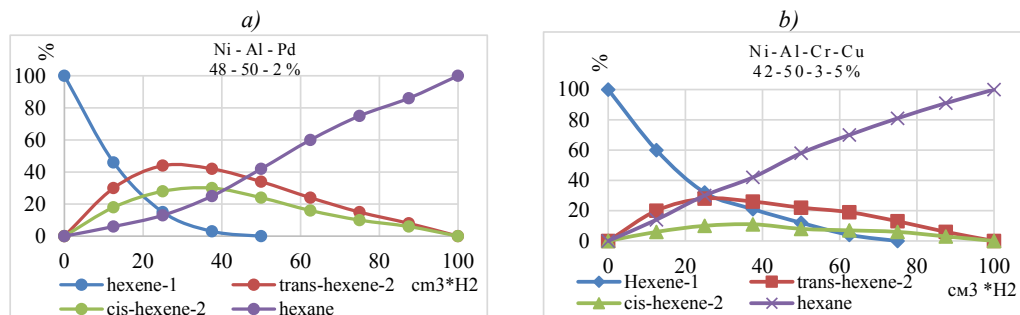 a)
Ni - Al - Pd
48 - 50 - 2 %
%
100
80
60
40
20
0
0 20 40 60 80 100
hexene-1
trans-hexene-2
cm3*H2
cis-hexene-2
hexane
b)
Ni-Al-Cr-Cu
42-50-3-5%
%
100
80
60
40
20
0
0 20 40 60 80 100
Hexene-1
trans-hexene-2
cis-hexene-2
hexane
см3 *H2